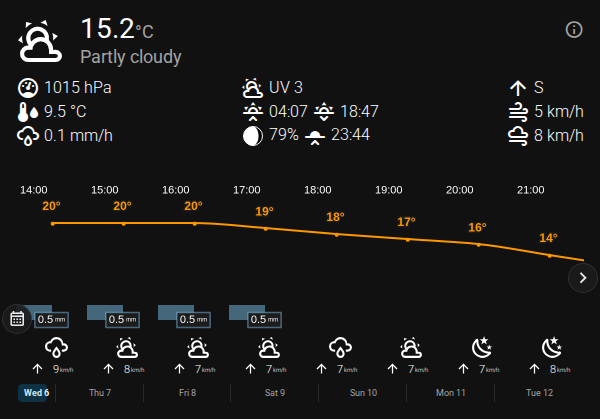 15.2°C
Partly cloudy
1015 hPa UV 3 S
9.5 °C 04:07 18:47 5 km/h
0.1 mm/h 79% 23:44 8 km/h
14:00 15:00 16:00 17:00 18:00 19:00 20:00 21:00
20° 20° 20° 19° 18° 17° 16° 14°
0.5 mm 0.5 mm 0.5 mm 0.5 mm
9 km/h 8 km/h 7 km/h 7 km/h 7 km/h 7 km/h 7 km/h 8 km/h
Wed 6 Thu 7 Fri 8 Sat 9 Sun 10 Mon 11 Tue 12